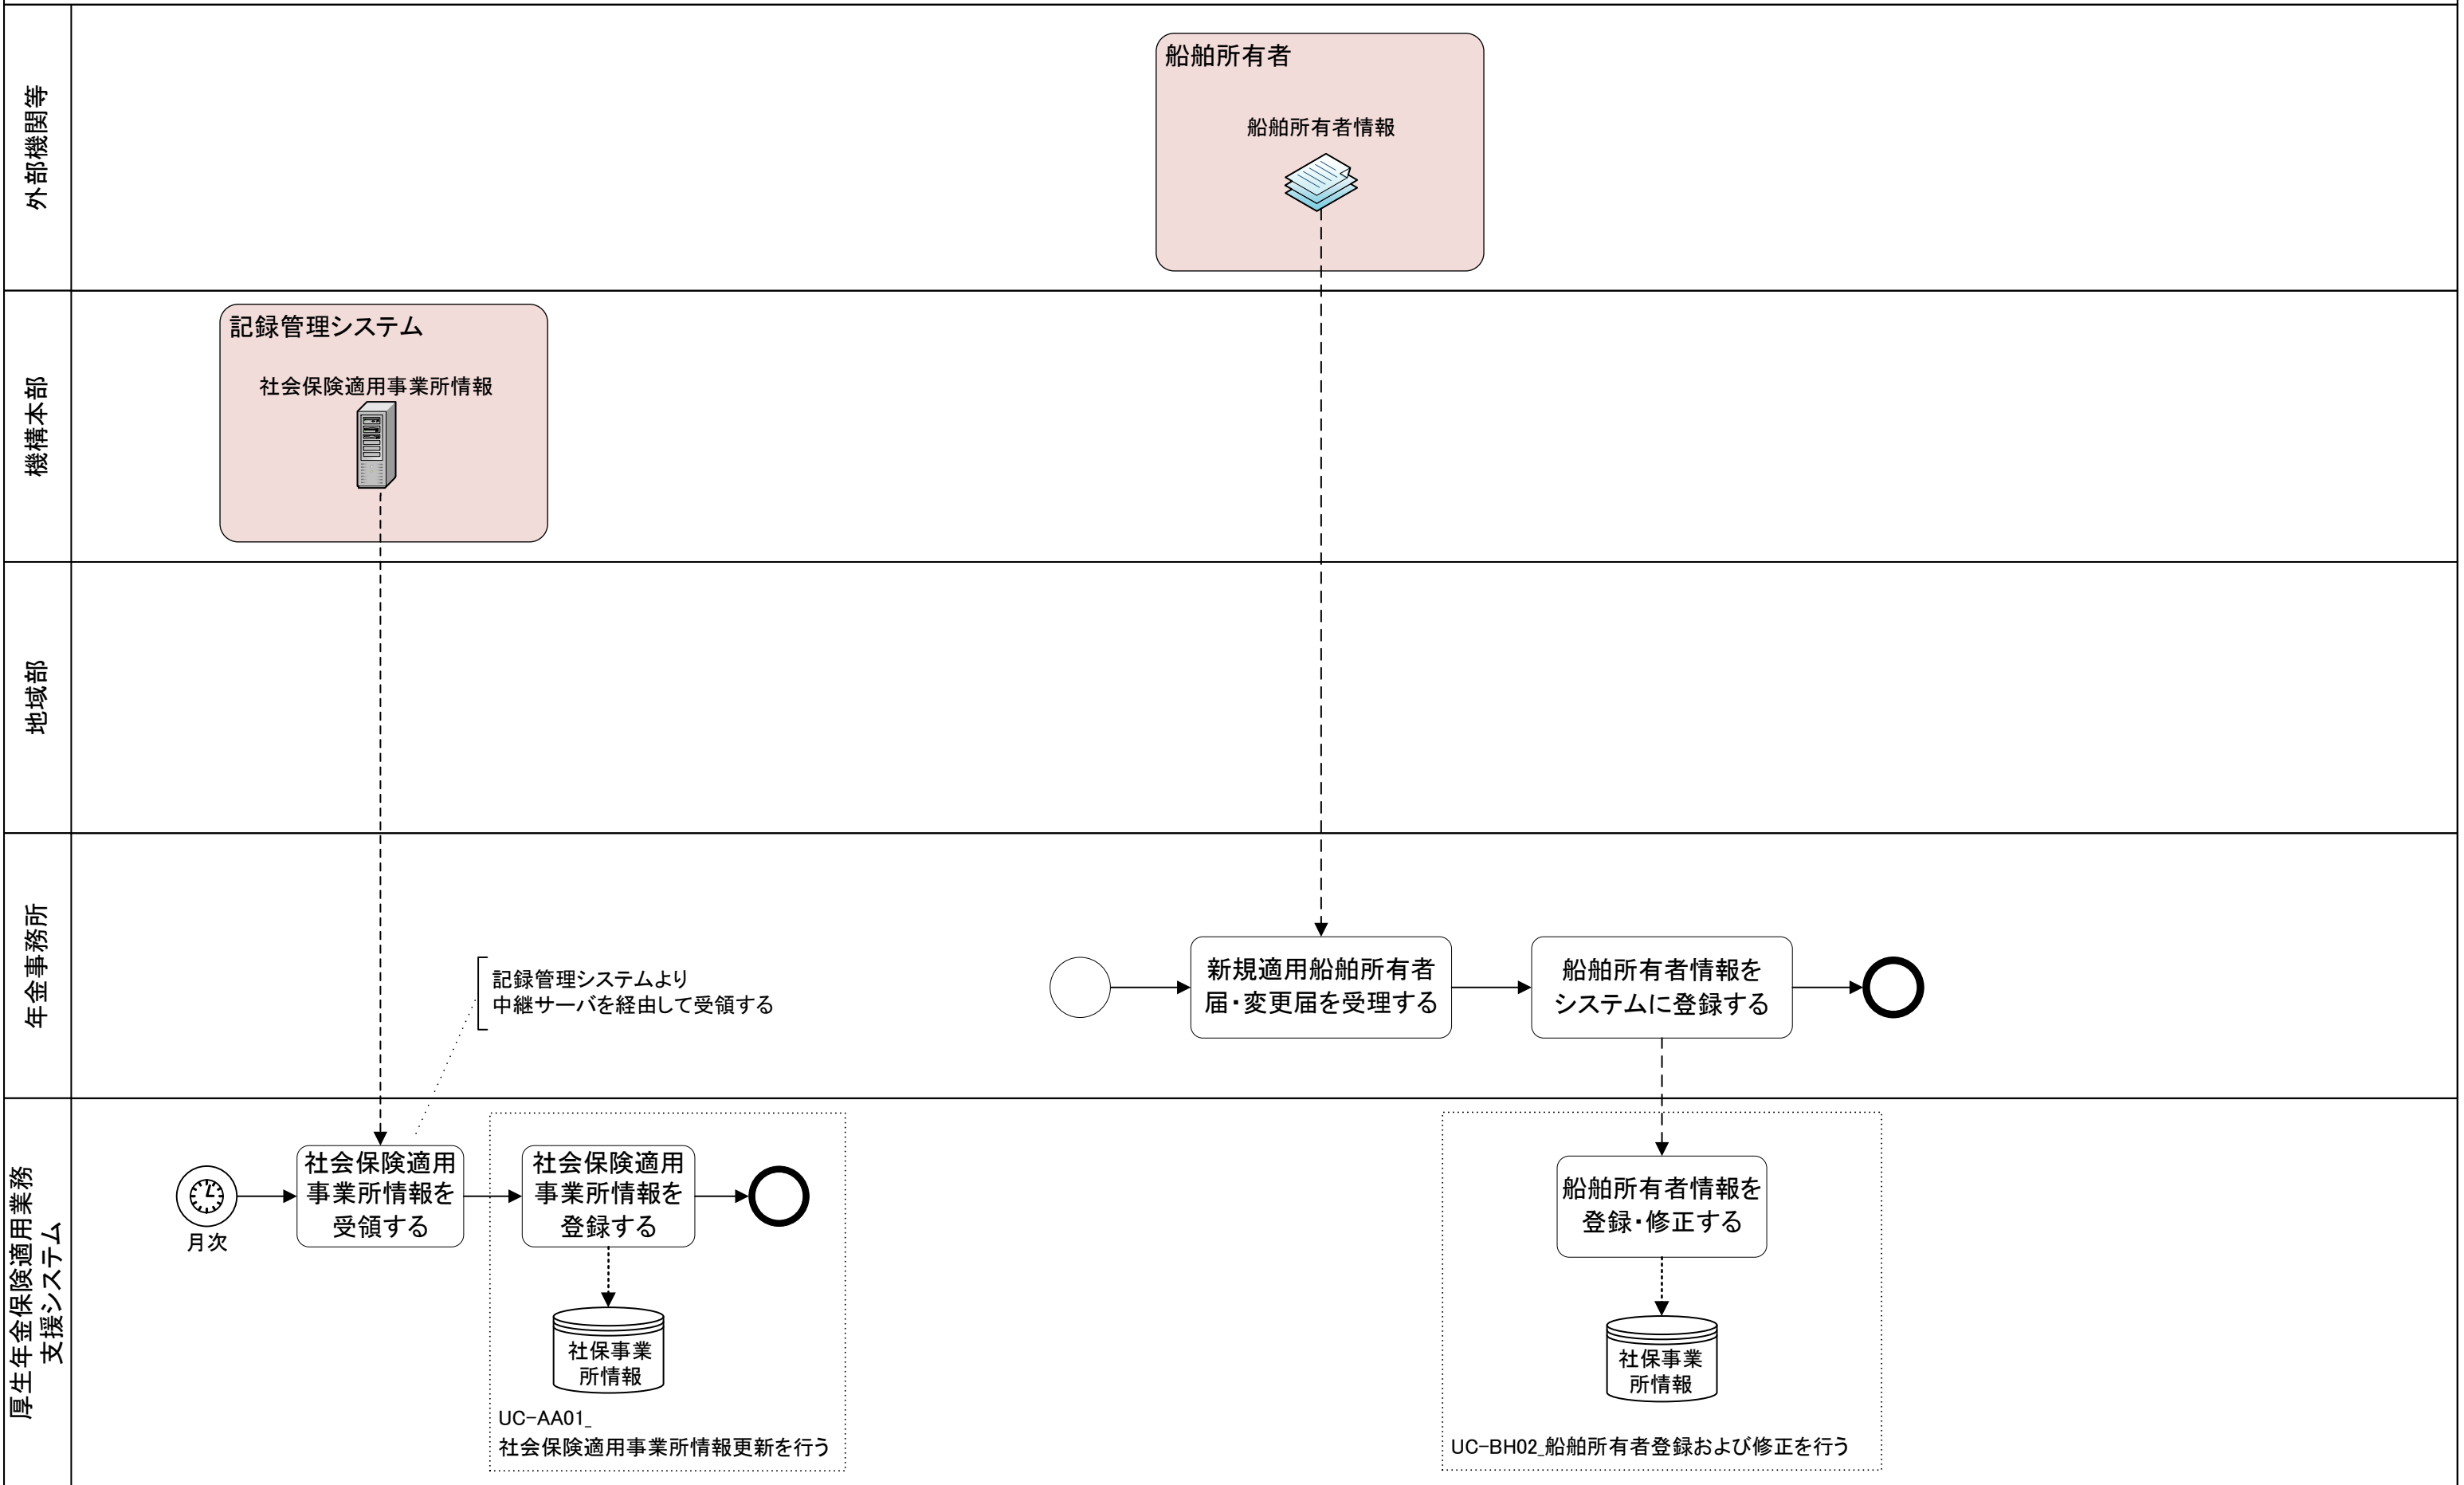 外部機関等
船舶所有者
船舶所有者情報
機構本部
記録管理システム
社会保険適用事業所情報
地域部
年金事務所
記録管理システムより
中継サーバを経由して受領する
新規適用船舶所有者
届・変更届を受理する
船舶所有者情報を
システムに登録する
厚生年金保険適用業務
支援システム
月次
社会保険適用
事業所情報を
受領する
社会保険適用
事業所情報を
登録する
社保事業
所情報
UC-AA01_
社会保険適用事業所情報更新を行う
船舶所有者情報を
登録・修正する
社保事業
所情報
UC-BH02_船舶所有者登録および修正を行う